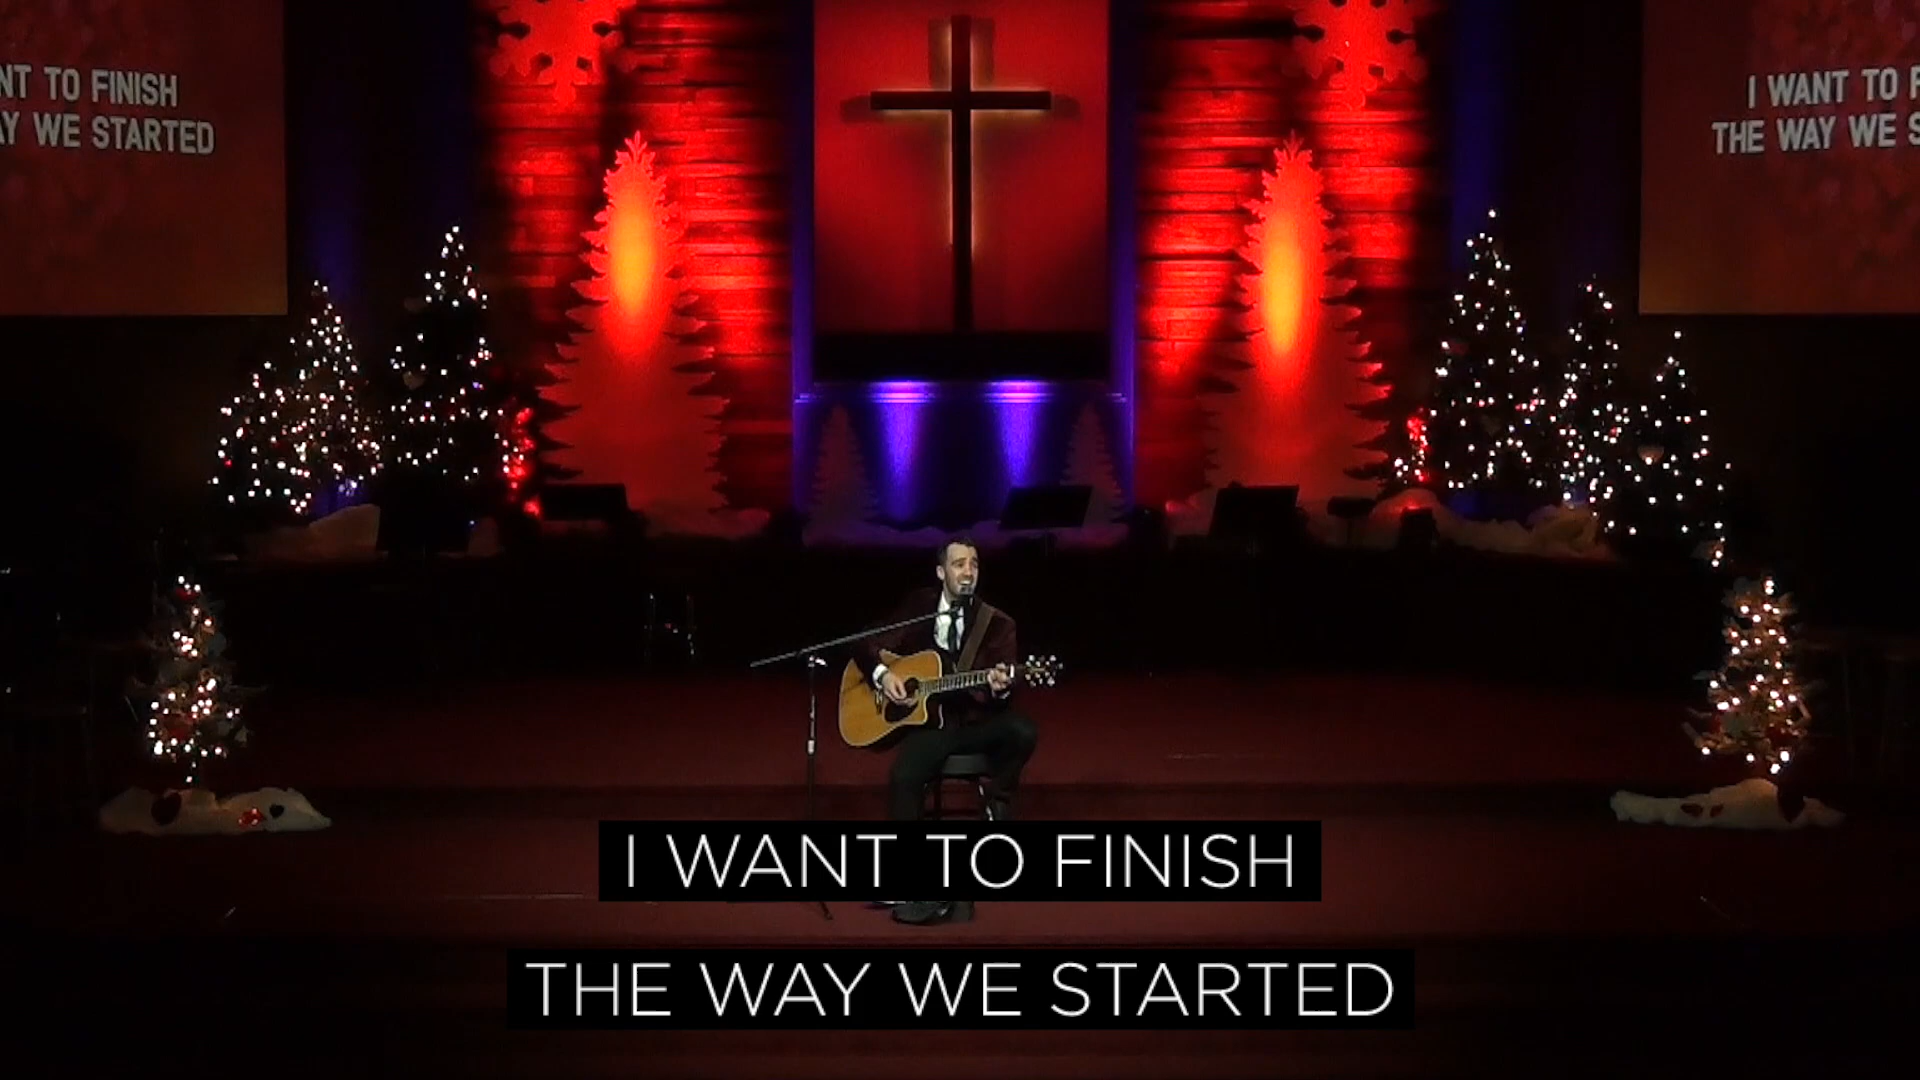 NT TO FINISH
AY WE STARTED
I WANT TO F
THE WAY WE S
I WANT TO FINISH
THE WAY WE STARTED